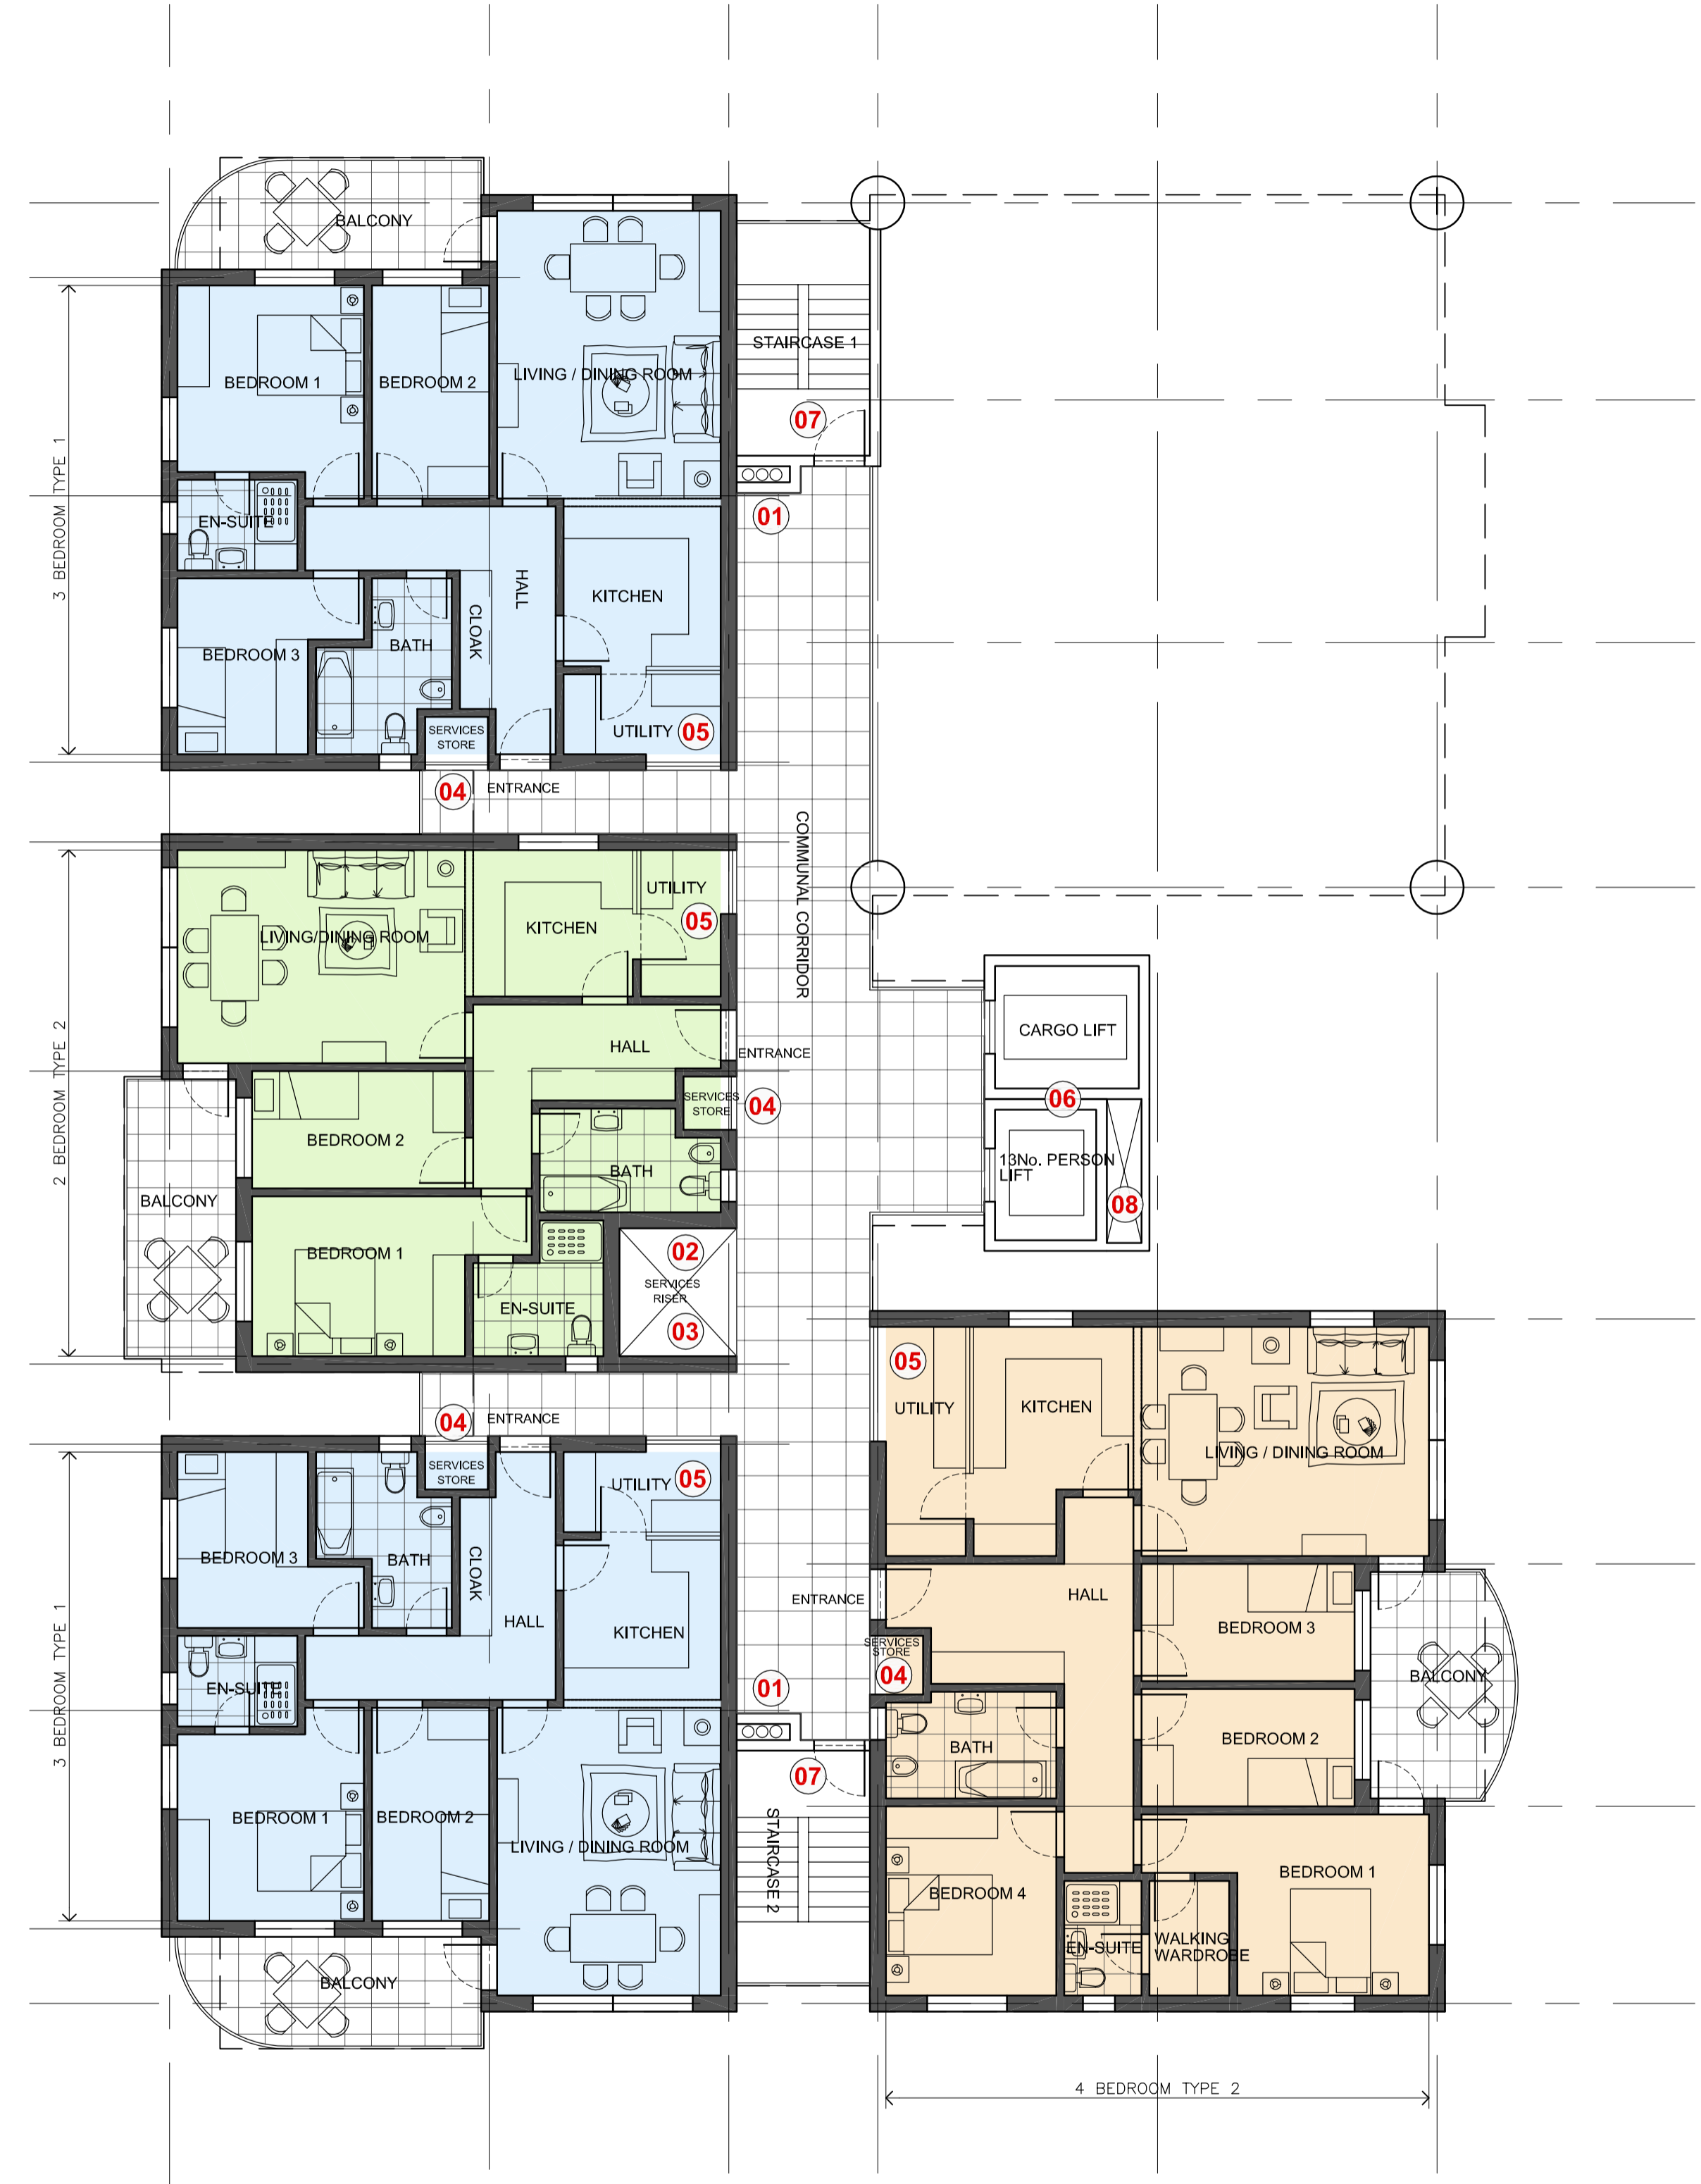 BALCONY
STAIRCASE 1
LIVING / DINING ROOM
BEDROOM 1
BEDROOM 2
07
3 BEDROOM TYPE 1
01
EN-SUITE
HALL
KITCHEN
CLOAK
BATH
BEDROOM 3
SERVICES
STORE
UTILITY
05
04
ENTRANCE
COMMUNAL CORRIDOR
UTILITY
05
KITCHEN
LIVING/DINING ROOM
2 BEDROOM TYPE 2
HALL
ENTRANCE
SERVICES
STORE
04
BEDROOM 2
BATH
BALCONY
BEDROOM 1
EN-SUITE
02
SERVICES
RISER
03
CARGO LIFT
06
13No. PERSON
LIFT
08
04
ENTRANCE
SERVICES
STORE
UTILITY
05
BEDROOM 3
BATH
CLOAK
HALL
KITCHEN
3 BEDROOM TYPE 1
EN-SUITE
01
07
BEDROOM 1
BEDROOM 2
LIVING / DINING ROOM
STAIRCASE 2
BALCONY
05
UTILITY
KITCHEN
LIVING / DINING ROOM
ENTRANCE
HALL
BEDROOM 3
SERVICES
STORE
04
BALCONY
BATH
BEDROOM 2
BEDROOM 4
BEDROOM 1
EN-SUITE
WALKING
WARDROBE
4 BEDROOM TYPE 2